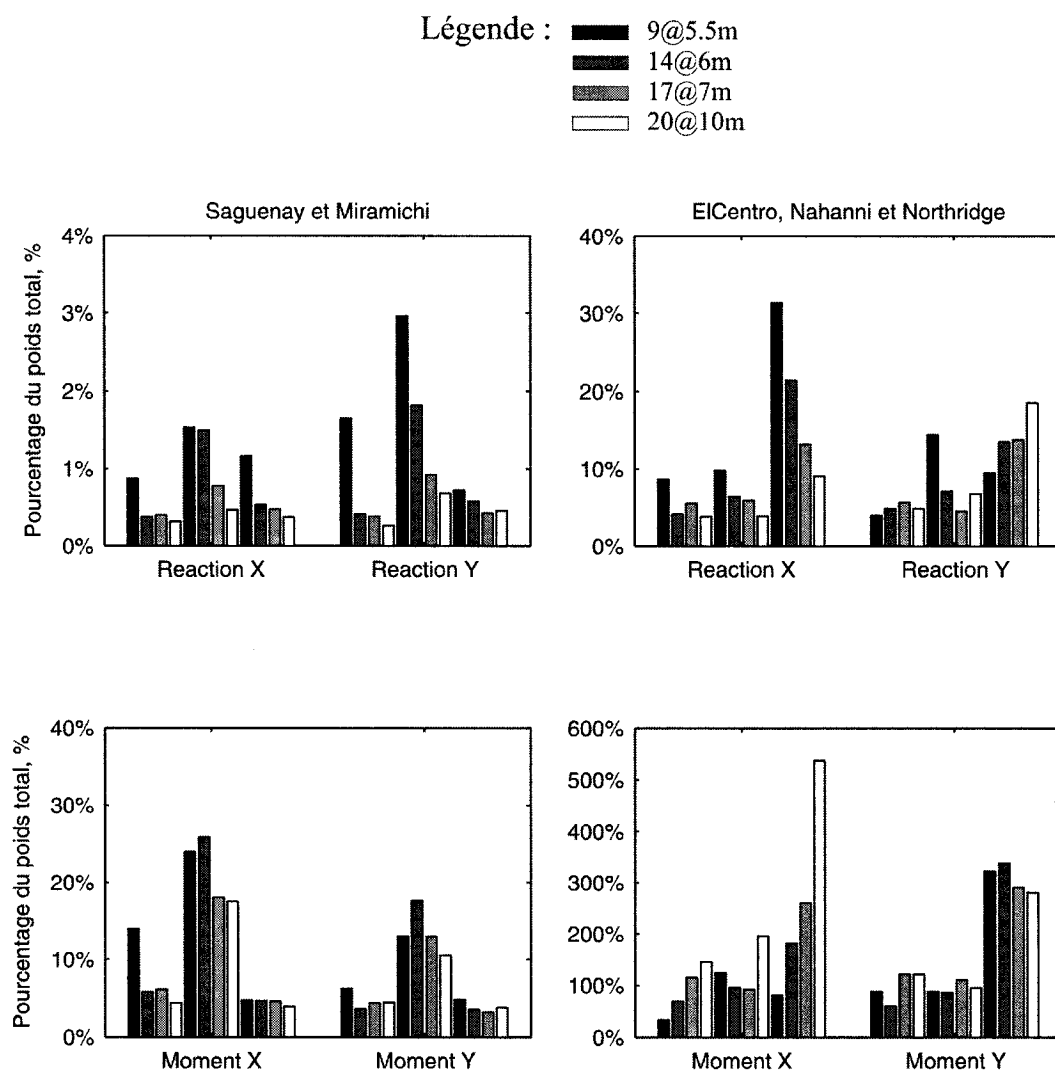 Légende :
9@5.5m
14@6m
17@7m
20@10m
Saguenay et Miramichi
Pourcentage du poids total, %
4%
3%
2%
1%
0%
Reaction X
Reaction Y
ElCentro, Nahanni et Northridge
40%
30%
20%
10%
0%
Reaction X
Reaction Y
Pourcentage du poids total, %
40%
30%
20%
10%
0%
Moment X
Moment Y
600%
500%
400%
300%
200%
100%
0%
Moment X
Moment Y